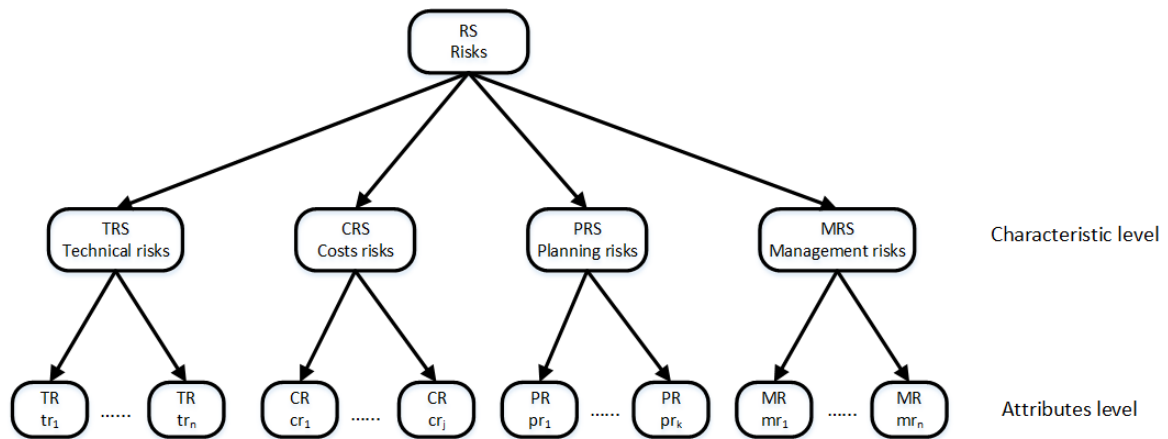 RS
Risks
TRS
Technical risks
CRS
Costs risks
PRS
Planning risks
MRS
Management risks
Characteristic level
TR
tr₁
......
TR
trₙ
CR
cr₁
......
CR
crⱼ
PR
pr₁
......
PR
prₖ
MR
mr₁
......
MR
mrₙ
Attributes level